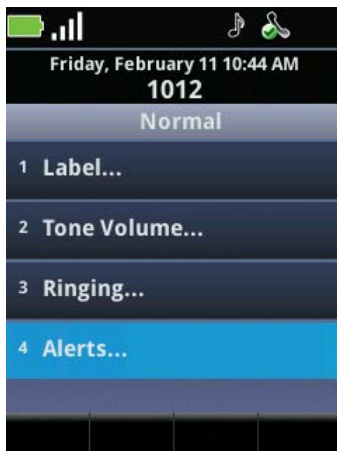 Friday, February 11 10:44 AM
1012
Normal
1 Label...
2 Tone Volume...
3 Ringing...
4 Alerts...